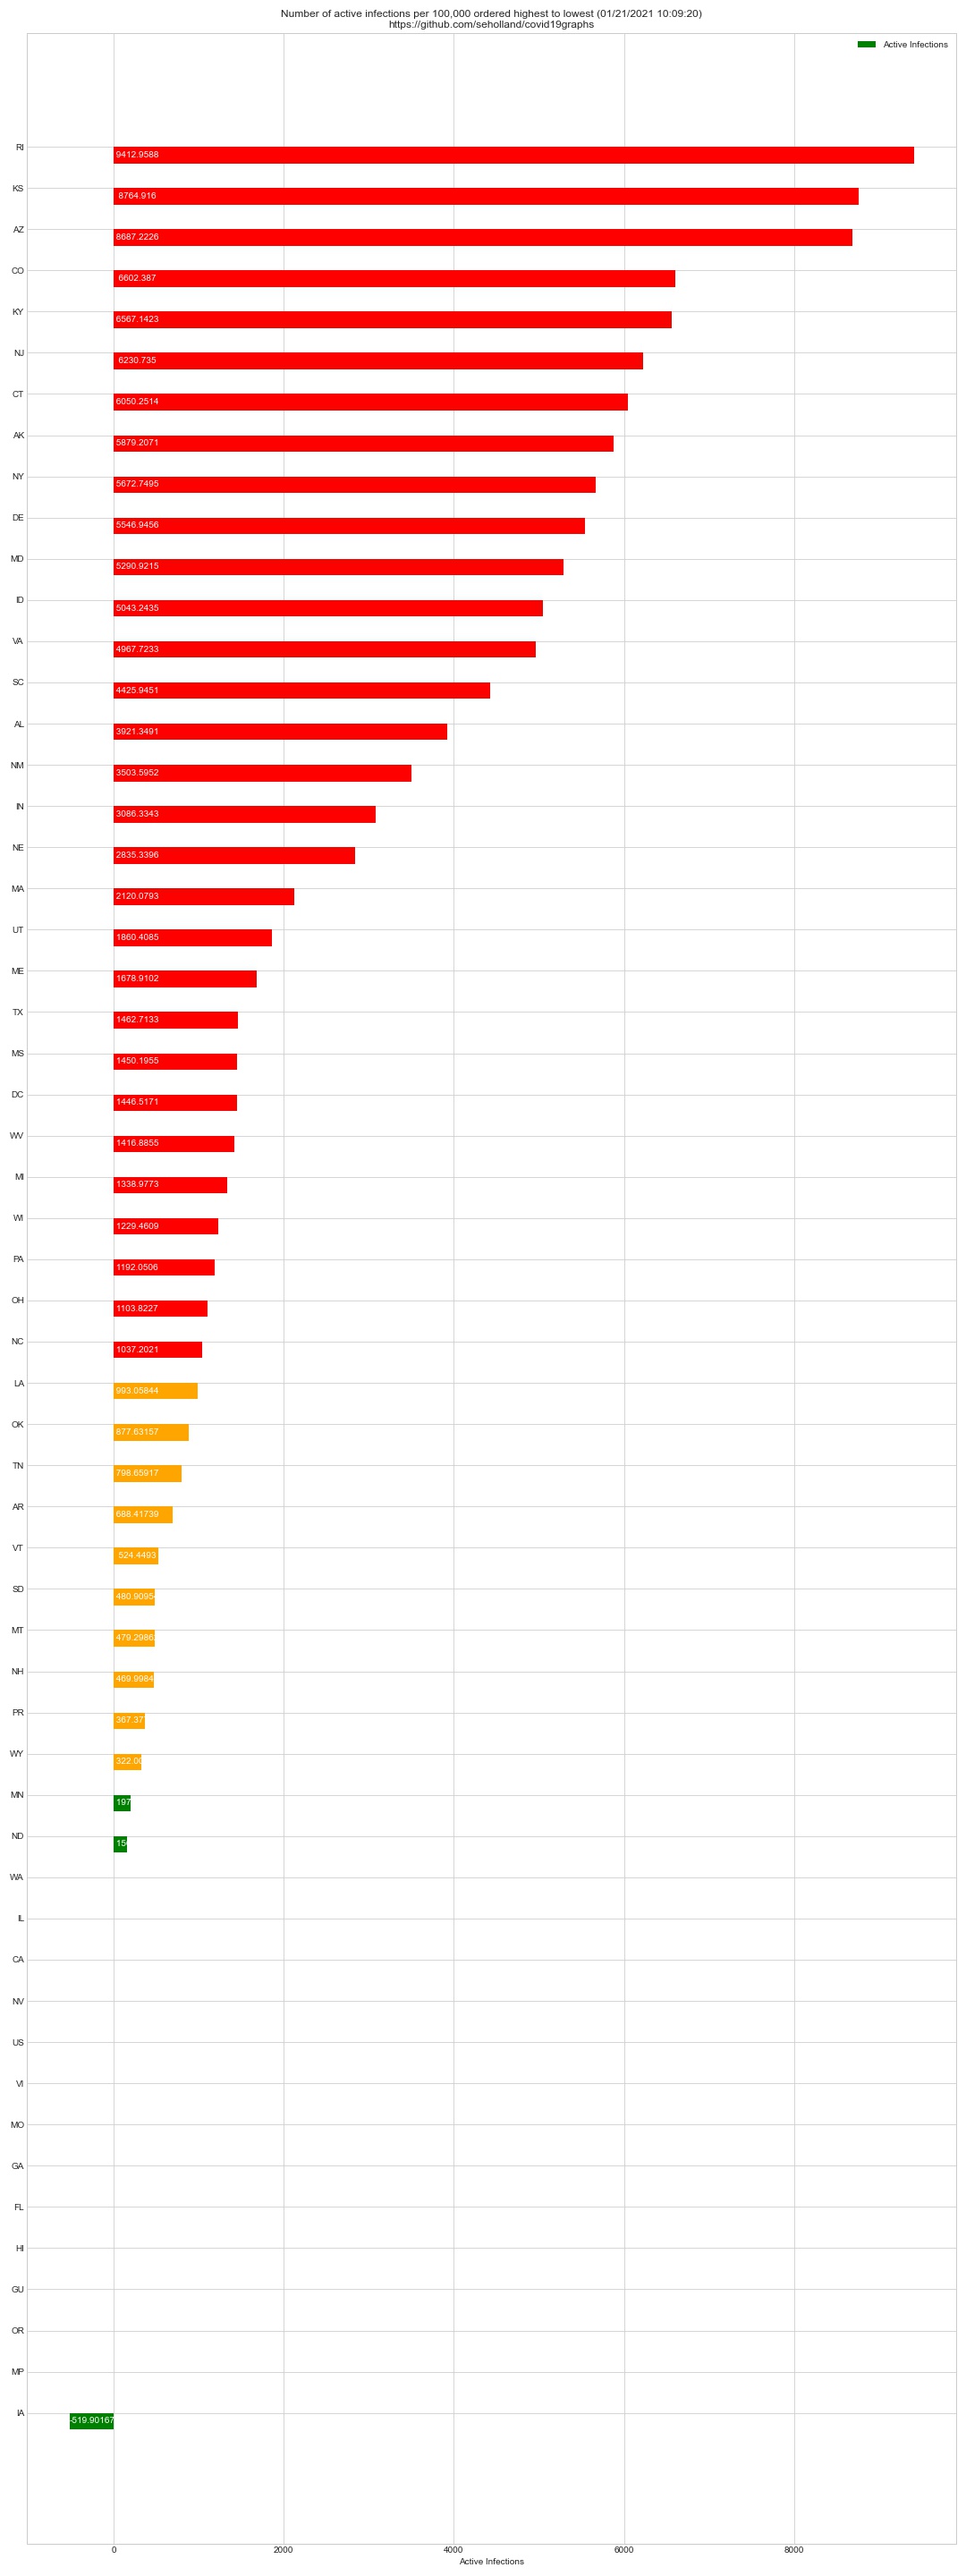 Number of active infections per 100,000 ordered highest to lowest (01/21/2021 10:09:20)
https://github.com/seholland/covid19graphs
Active Infections
RI 9412.9588
KS 8764.916
AZ 8687.2226
CO 6602.387
KY 6567.1423
NJ 6230.735
CT 6050.2514
AK 5879.2071
NY 5672.7495
DE 5546.9456
MD 5290.9215
ID 5043.2435
VA 4967.7233
SC 4425.9451
AL 3921.3491
NM 3503.5952
IN 3086.3343
NE 2835.3396
MA 2120.0793
UT 1860.4085
ME 1678.9102
TX 1462.7133
MS 1450.1955
DC 1446.5171
WV 1416.8855
MI 1338.9773
WI 1229.4609
PA 1192.0506
OH 1103.8227
NC 1037.2021
LA 993.05844
OK 877.63157
TN 798.65917
AR 688.41739
VT 524.4493
SD 480.9095
MT 479.2986
NH 469.9984
PR 367.37
WY 322.0
MN 197
ND 15
WA
IL
CA
NV
US
VI
MO
GA
FL
HI
GU
OR
MP
IA -519.90167
0 2000 4000 6000 8000
Active Infections